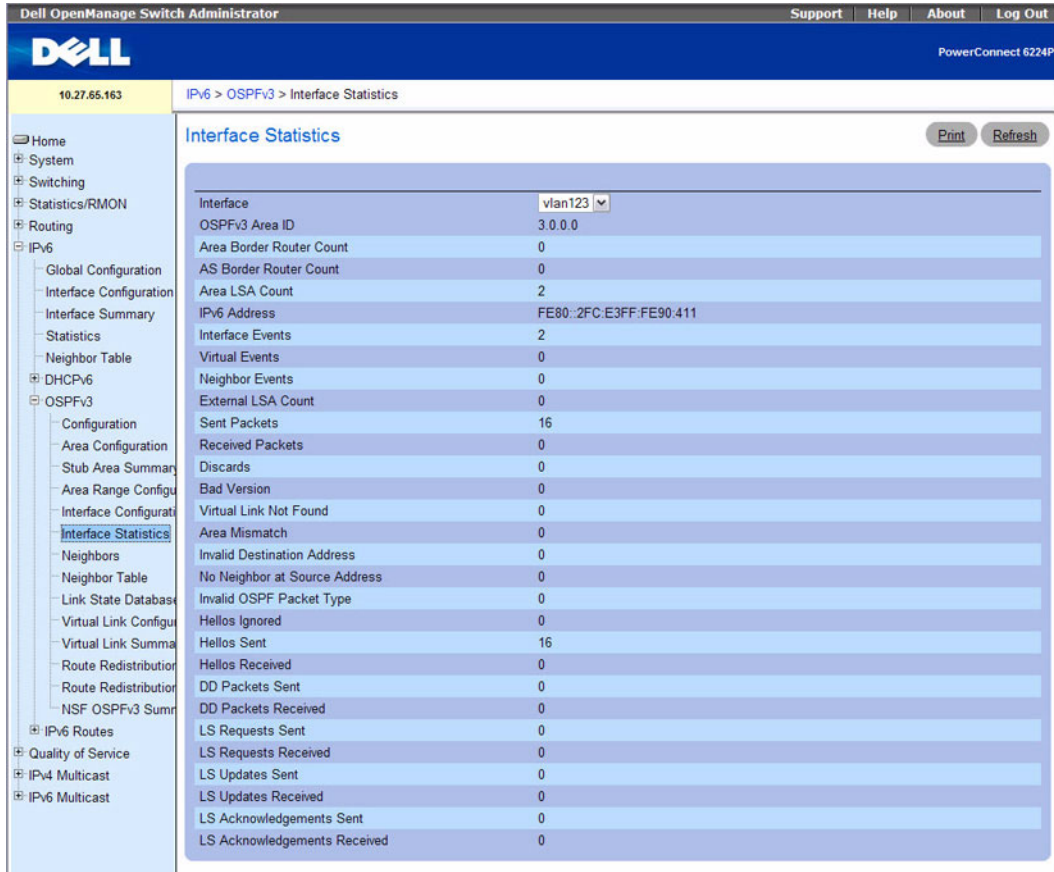 Dell OpenManage Switch Administrator
Support Help About Log Out
DELL
PowerConnect 6224P
10.27.65.163
IPv6 > OSPFv3 > Interface Statistics
Home
System
Switching
Statistics/RMON
Routing
IPv6
Global Configuration
Interface Configuration
Interface Summary
Statistics
Neighbor Table
DHCPv6
OSPFv3
Configuration
Area Configuration
Stub Area Summary
Area Range Configu
Interface Configurati
Interface Statistics
Neighbors
Neighbor Table
Link State Database
Virtual Link Configu
Virtual Link Summa
Route Redistribution
Route Redistribution
NSF OSPFv3 Summ
IPv6 Routes
Quality of Service
IPv4 Multicast
IPv6 Multicast
Interface Statistics
Print Refresh
Interface vlan123
OSPFv3 Area ID 3.0.0.0
Area Border Router Count 0
AS Border Router Count 0
Area LSA Count 2
IPv6 Address FE80::2FC:E3FF:FE90:411
Interface Events 2
Virtual Events 0
Neighbor Events 0
External LSA Count 0
Sent Packets 16
Received Packets 0
Discards 0
Bad Version 0
Virtual Link Not Found 0
Area Mismatch 0
Invalid Destination Address 0
No Neighbor at Source Address 0
Invalid OSPF Packet Type 0
Hellos Ignored 0
Hellos Sent 16
Hellos Received 0
DD Packets Sent 0
DD Packets Received 0
LS Requests Sent 0
LS Requests Received 0
LS Updates Sent 0
LS Updates Received 0
LS Acknowledgements Sent 0
LS Acknowledgements Received 0